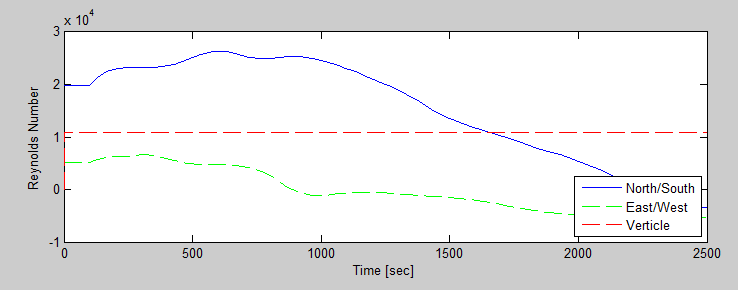 x 10^4
3
2
1
0
-1
Reynolds Number
0
500
1000
1500
2000
2500
Time [sec]
North/South
East/West
Verticle